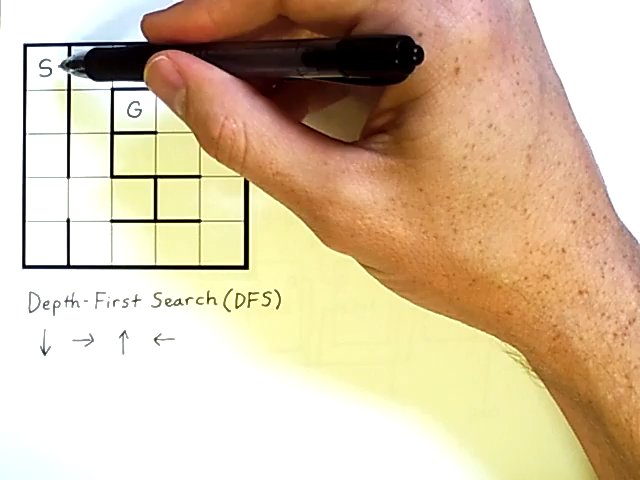 S
G
Depth-First Search (DFS)
↓ → ↑ ←